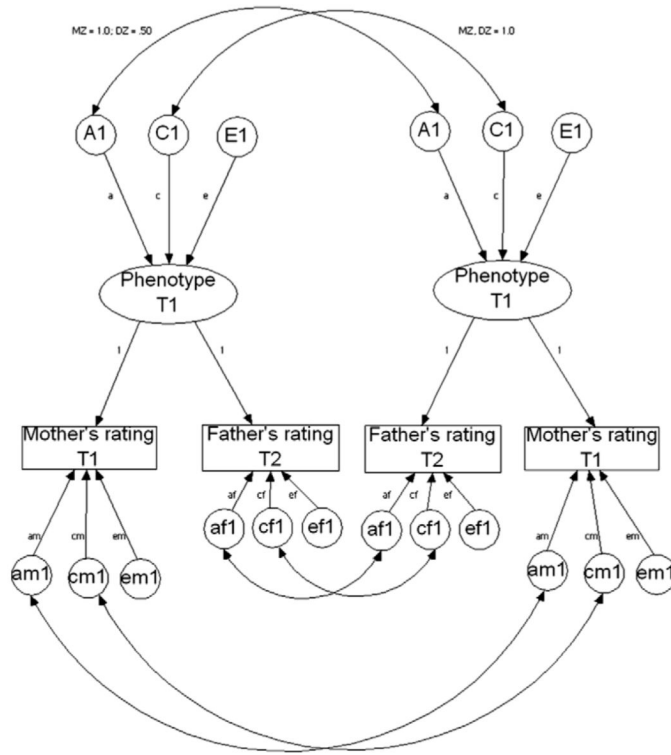 MZ = 1.0; DZ = .50
MZ, DZ = 1.0
A1 C1 E1 A1 C1 E1
a c e a c e
Phenotype
T1
Phenotype
T1
1 1 1 1
Mother's rating
T1
Father's rating
T2
Father's rating
T2
Mother's rating
T1
af cf ef af cf ef
af1 cf1 ef1 af1 cf1 ef1
am cm em am cm em
am1 cm1 em1 am1 cm1 em1